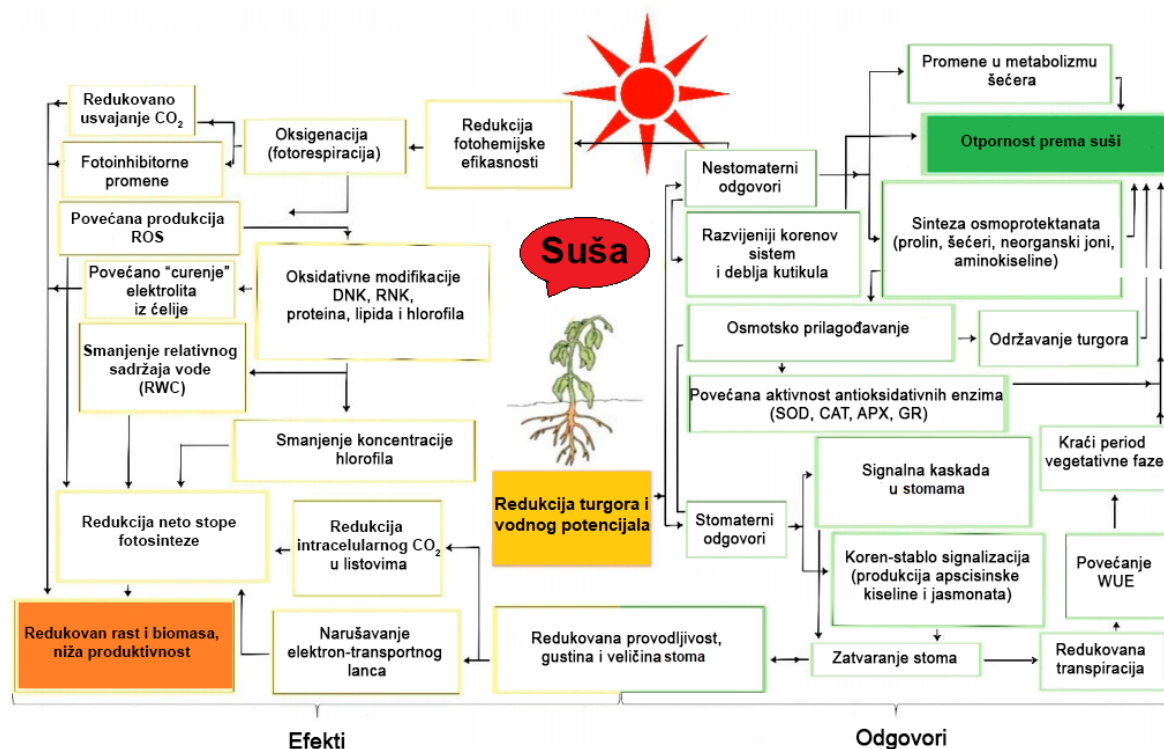 Redukovano
usvajanje CO₂
Fotoinhibitorne
promene
Povećana produkcija
ROS
Povećano “curenje”
elektrolita
iz ćelije
Smanjenje relativnog
sadržaja vode
(RWC)
Oksigenacija
(fotorespiracija)
Redukcija
fotohemijske
efikasnosti
Oksidativne modifikacije
DNK, RNK,
proteina, lipida i hlorofila
Smanjenje koncentracije
hlorofila
Redukcija neto stope
fotosinteze
Redukcija
intracelularnog CO₂
u listovima
Redukovan rast i biomasa,
niža produktivnost
Narušavanje
elektron-transportnog
lanca
Suša
Redukcija turgora i
vodnog potencijala
Redukovana provodljivost,
gustina i veličina stoma
Promene u metabolizmu
šećera
Otpornost prema suši
Nestomaterni
odgovori
Razvijeniji korenov
sistem
i deblja kutikula
Sinteza osmoprotektanata
(prolin, šećeri, neorganski joni,
aminokiseline)
Osmotsko prilagođavanje
Održavanje turgora
Povećana aktivnost antioksidativnih enzima
(SOD, CAT, APX, GR)
Kraći period
vegetativne faze
Signalna kaskada
u stomama
Stomaterni
odgovori
Koren-stablo signalizacija
(produkcija apscisinske
kiseline i jasmonata)
Povećanje
WUE
Zatvaranje stoma
Redukovana
transpiracija
Efekti
Odgovori